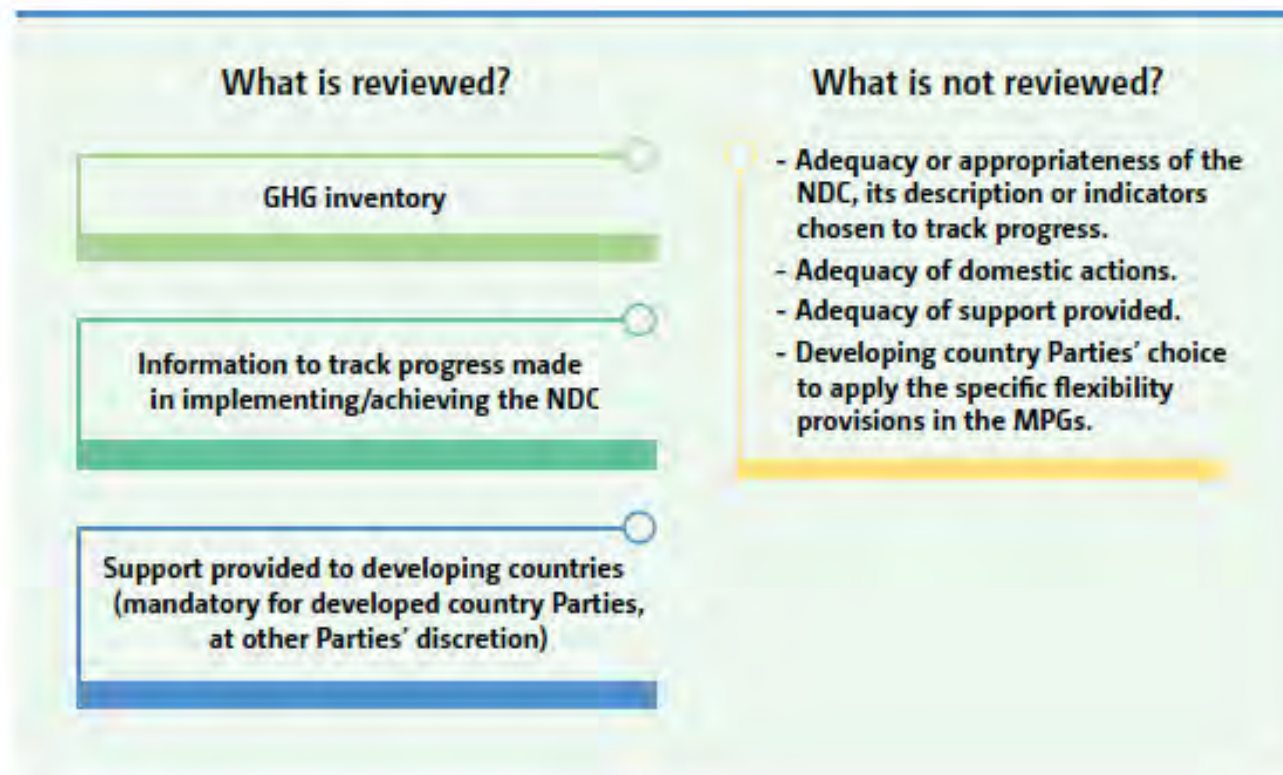 What is reviewed?
GHG inventory
Information to track progress made
in implementing/achieving the NDC
Support provided to developing countries
(mandatory for developed country Parties,
at other Parties' discretion)
What is not reviewed?
- Adequacy or appropriateness of the
NDC, its description or indicators
chosen to track progress.
- Adequacy of domestic actions.
- Adequacy of support provided.
- Developing country Parties' choice
to apply the specific flexibility
provisions in the MPGs.